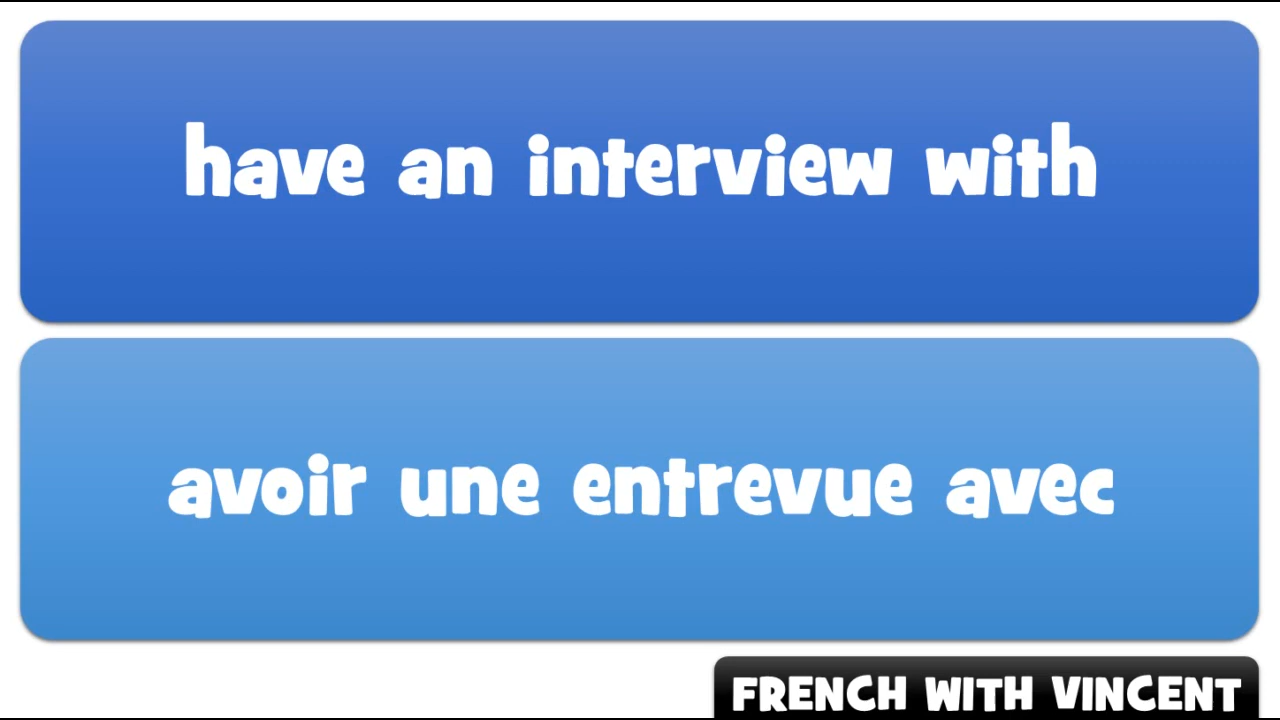 have an interview with
avoir une entrevue avec
FRENCH WITH VINCENT